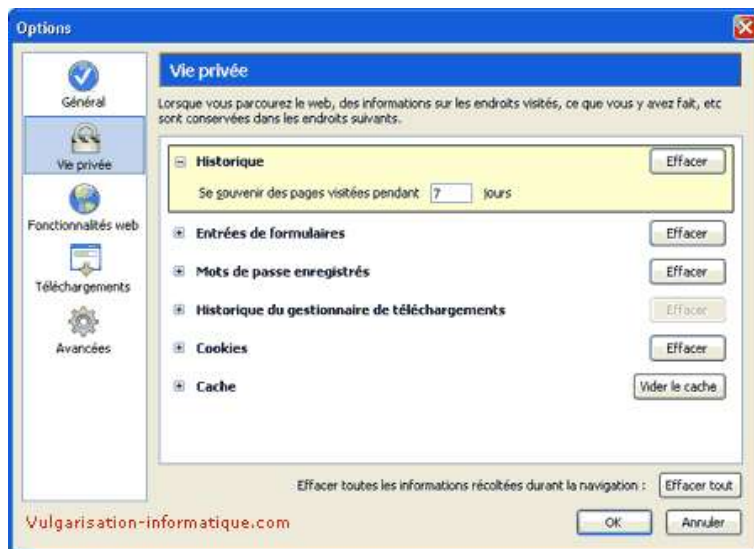 Options
Général
Vie privée
Fonctionnalités web
Téléchargements
Avancées
Vie privée
Lorsque vous parcourez le web, des informations sur les endroits visités, ce que vous y avez fait, etc
sont conservées dans les endroits suivants.
Historique Effacer
Se souvenir des pages visitées pendant 7 jours
Entrées de formulaires Effacer
Mots de passe enregistrés Effacer
Historique du gestionnaire de téléchargements Effacer
Cookies Effacer
Cache Vider le cache
Effacer toutes les informations récoltées durant la navigation : Effacer tout
Vulgarisation-informatique.com
OK Annuler